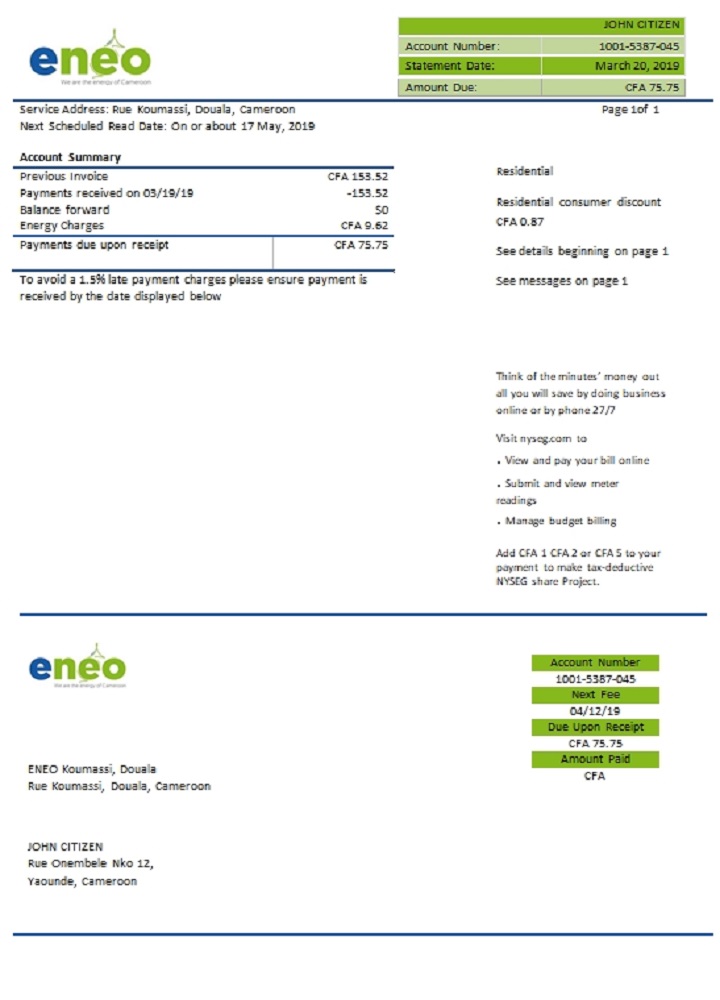 eneo
We are the energy of Cameroon
JOHN CITIZEN
Account Number: 1001-5387-045
Statement Date: March 20, 2019
Amount Due: CFA 75.75
Service Address: Rue Koumassi, Douala, Cameroon
Page 1of 1
Next Scheduled Read Date: On or about 17 May, 2019
Account Summary
Previous Invoice CFA 153.52
Payments received on 03/19/19 -153.52
Balance forward S0
Energy Charges CFA 9.62
Payments due upon receipt CFA 75.75
To avoid a 1.5% late payment charges please ensure payment is
received by the date displayed below
Residential
Residential consumer discount
CFA 0.87
See details beginning on page 1
See messages on page 1
Think of the minutes' money out
all you will save by doing business
online or by phone 27/7
Visit nyseg.com to
. View and pay your bill online
. Submit and view meter
readings
. Manage budget billing
Add CFA 1 CFA 2 or CFA 5 to your
payment to make tax-deductive
NYSEG share Project.
eneo
We are the energy of Cameroon
Account Number
1001-5387-045
Next Fee
04/12/19
Due Upon Receipt
CFA 75.75
Amount Paid
CFA
ENEO Koumassi, Douala
Rue Koumassi, Douala, Cameroon
JOHN CITIZEN
Rue Onembele Nko 12,
Yaounde, Cameroon